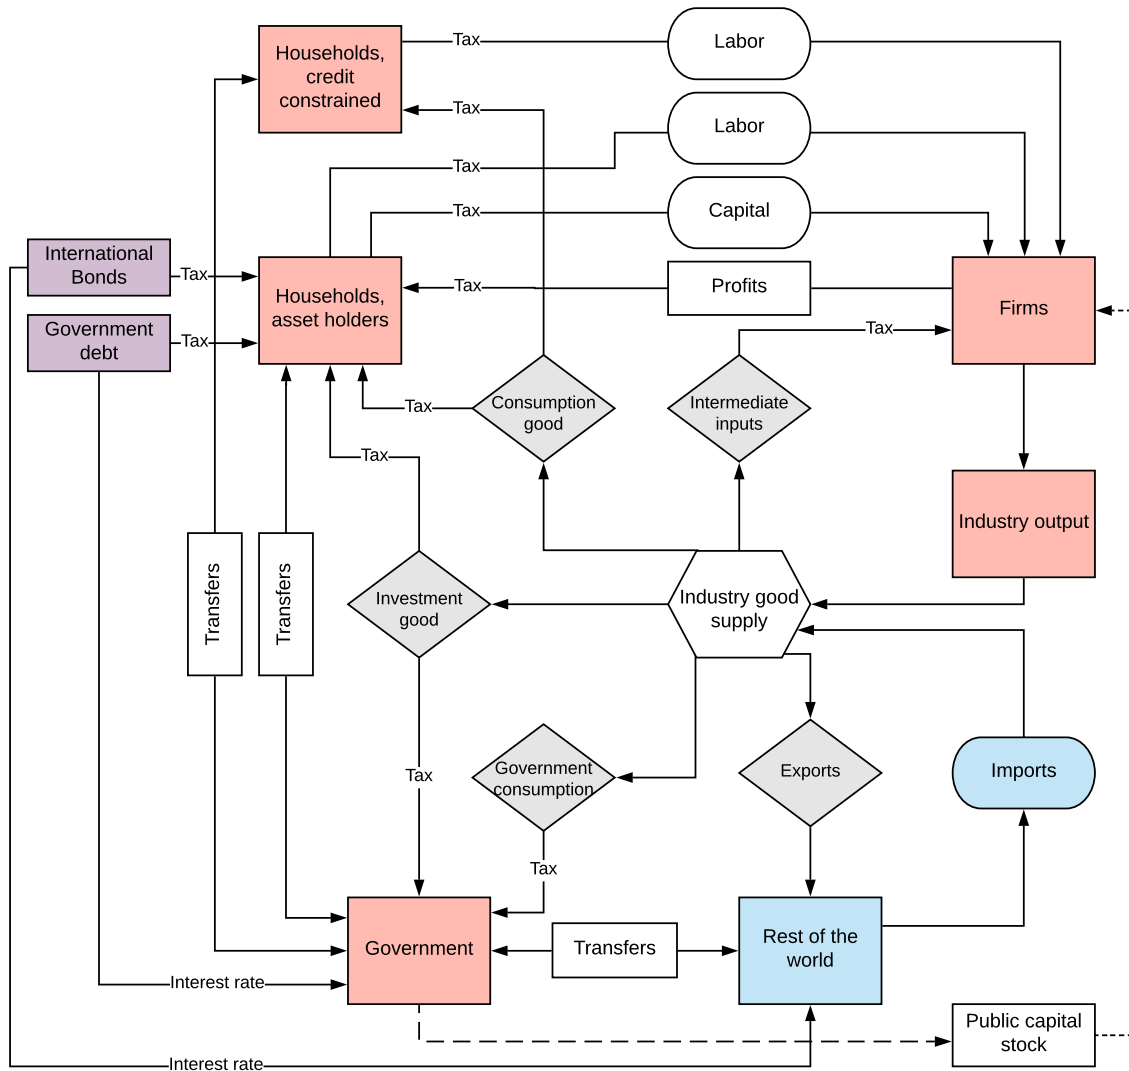 Households,
credit
constrained
Tax
Labor
Tax
Labor
Tax
Capital
Tax
International
Bonds
Tax
Households,
asset holders
Tax
Profits
Firms
Government
debt
Tax
Tax
Consumption
good
Tax
Intermediate
inputs
Tax
Industry output
Transfers
Transfers
Investment
good
Industry good
supply
Tax
Government
consumption
Exports
Imports
Tax
Government
Transfers
Rest of the
world
Interest rate
Public capital
stock
Interest rate